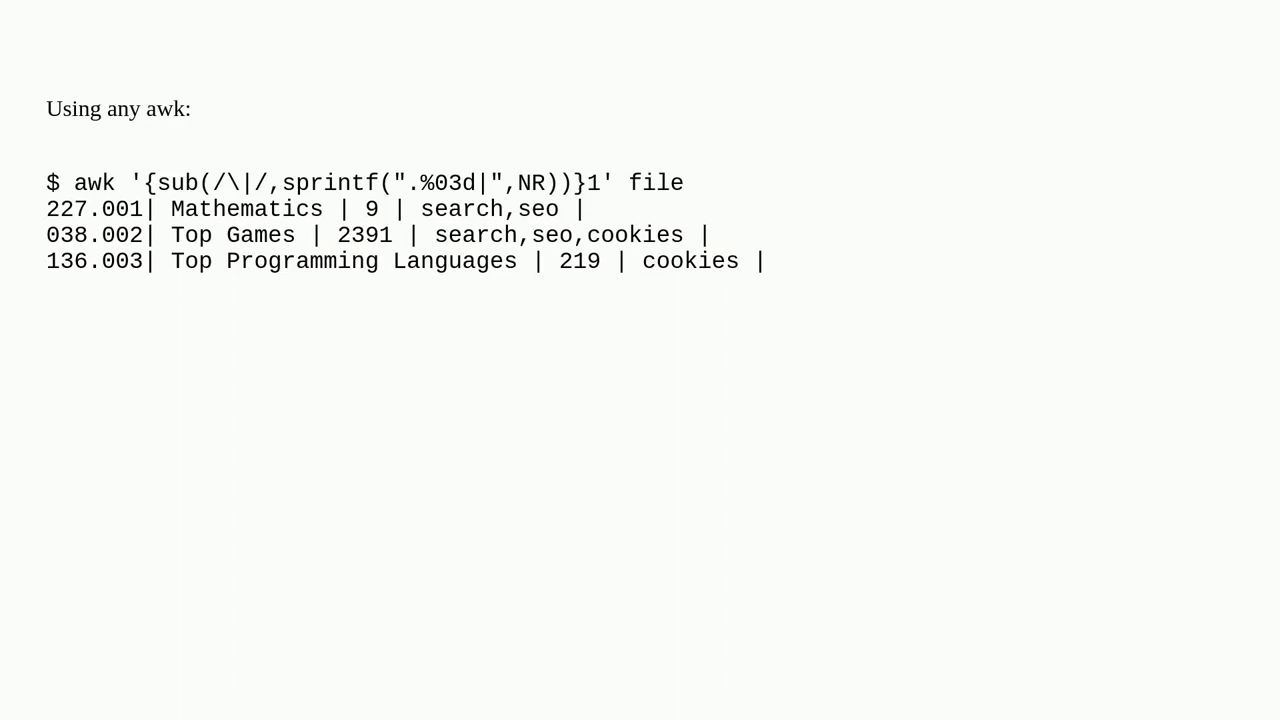 Using any awk:
$ awk '{sub(/\|/,sprintf(".%03d|",NR))}1' file
227.001| Mathematics | 9 | search,seo |
038.002| Top Games | 2391 | search,seo,cookies |
136.003| Top Programming Languages | 219 | cookies |